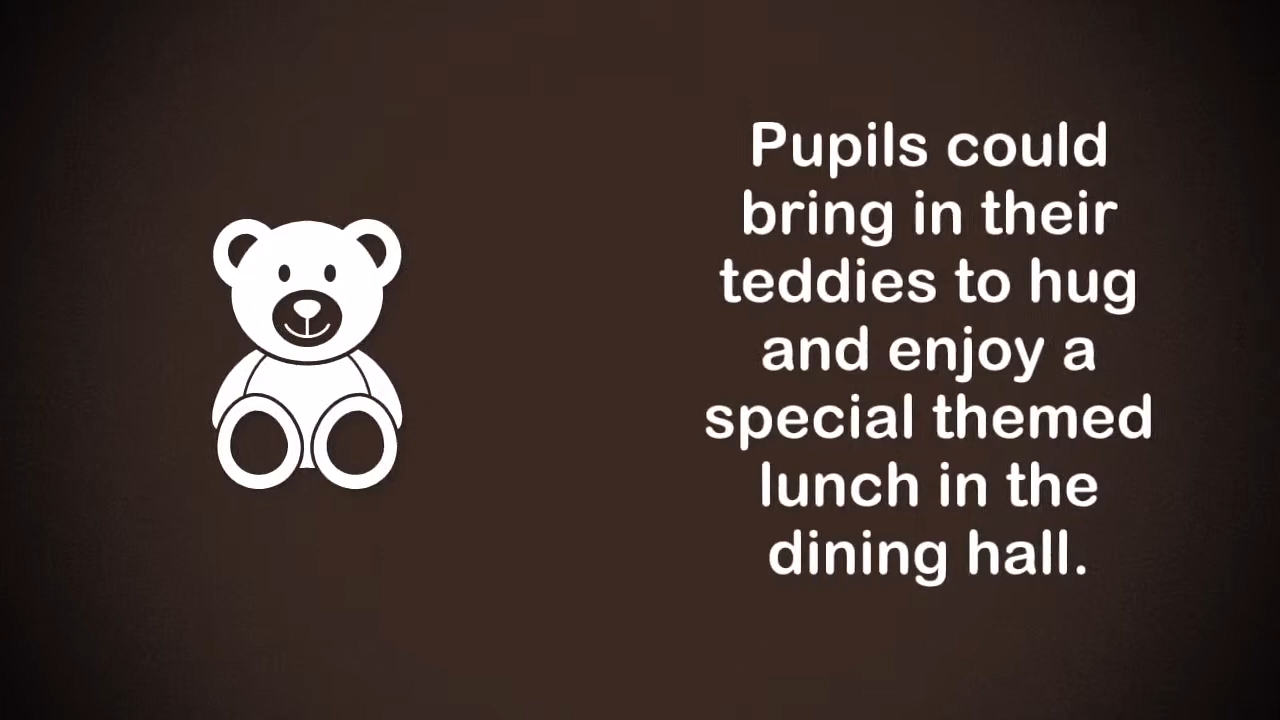 Pupils could
bring in their
teddies to hug
and enjoy a
special themed
lunch in the
dining hall.